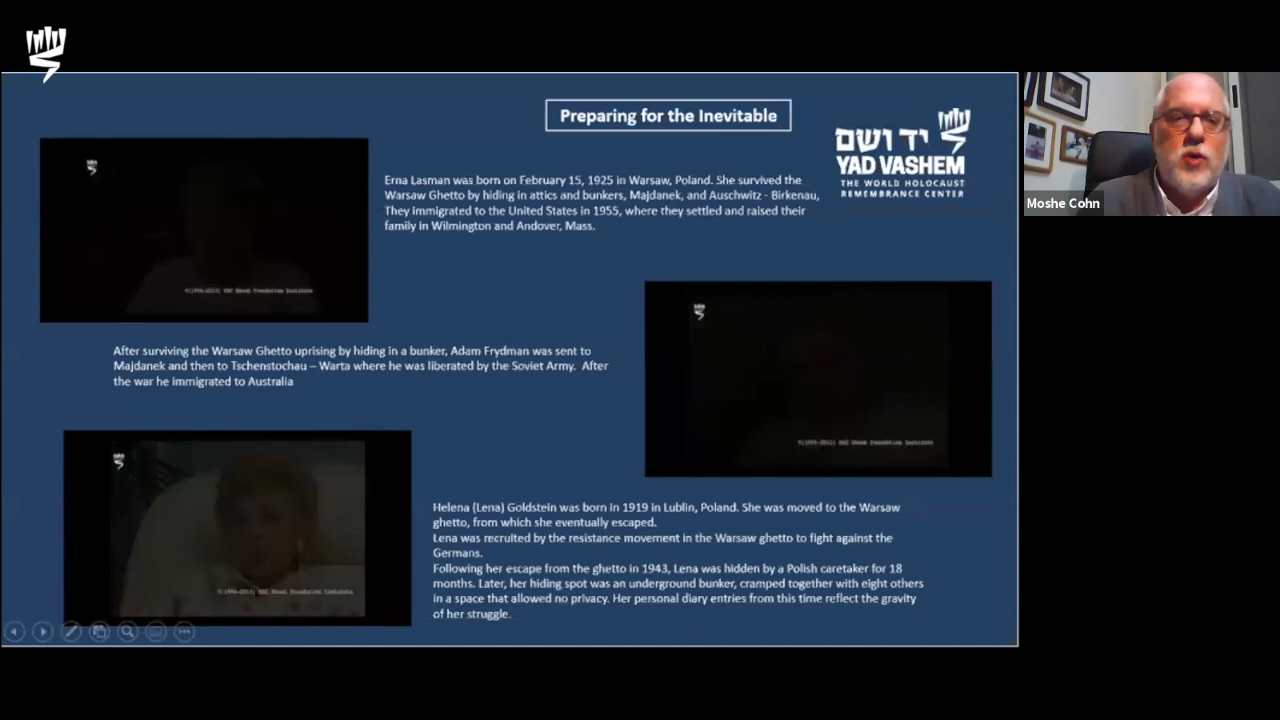 Preparing for the Inevitable
יד ושם
YAD VASHEM
THE WORLD HOLOCAUST
REMEMBRANCE CENTER
Moshe Cohn
Erna Lasman was born on February 15, 1925 in Warsaw, Poland. She survived the
Warsaw Ghetto by hiding in attics and bunkers, Majdanek, and Auschwitz - Birkenau,
They immigrated to the United States in 1955, where they settled and raised their
family in Wilmington and Andover, Mass.
After surviving the Warsaw Ghetto uprising by hiding in a bunker, Adam Frydman was sent to
Majdanek and then to Tschenstochau – Warta where he was liberated by the Soviet Army. After
the war he immigrated to Australia
Helena (Lena) Goldstein was born in 1919 in Lublin, Poland. She was moved to the Warsaw
ghetto, from which she eventually escaped.
Lena was recruited by the resistance movement in the Warsaw ghetto to fight against the
Germans.
Following her escape from the ghetto in 1943, Lena was hidden by a Polish caretaker for 18
months. Later, her hiding spot was an underground bunker, cramped together with eight others
in a space that allowed no privacy. Her personal diary entries from this time reflect the gravity
of her struggle.